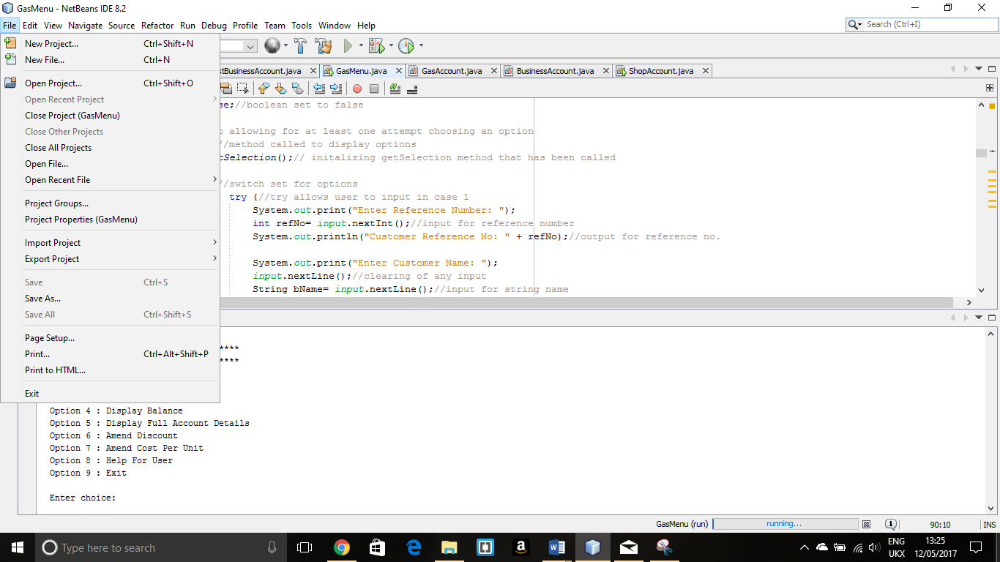 GasMenu - NetBeans IDE 8.2
File Edit View Navigate Source Refactor Run Debug Profile Team Tools Window Help
Search (Ctrl+I)
New Project... Ctrl+Shift+N
New File... Ctrl+N
Open Project... Ctrl+Shift+O
Open Recent Project
Close Project (GasMenu)
Close Other Projects
Close All Projects
Open File...
Open Recent File
Project Groups...
Project Properties (GasMenu)
Import Project
Export Project
Save Ctrl+S
Save As...
Save All Ctrl+Shift+S
Page Setup...
Print... Ctrl+Alt+Shift+P
Print to HTML...
Exit
stBusinessAccount.java GasMenu.java GasAccount.java BusinessAccount.java ShopAccount.java
se;//boolean set to false
o allowing for at least one attempt choosing an option
//method called to display options
tSelection();// initalizing getSelection method that has been called
//switch set for options
try {//try allows user to input in case 1
System.out.print("Enter Reference Number: ");
int refNo= input.nextInt();//input for reference number
System.out.println("Customer Reference No: " + refNo);//output for reference no.
System.out.print("Enter Customer Name: ");
input.nextLine();//clearing of any input
String bName= input.nextLine();//input for string name
****
****
Option 4 : Display Balance
Option 5 : Display Full Account Details
Option 6 : Amend Discount
Option 7 : Amend Cost Per Unit
Option 8 : Help For User
Option 9 : Exit
Enter choice:
GasMenu (run) running... 1 90:10 INS
Type here to search
ENG
UKX
13:25
12/05/2017